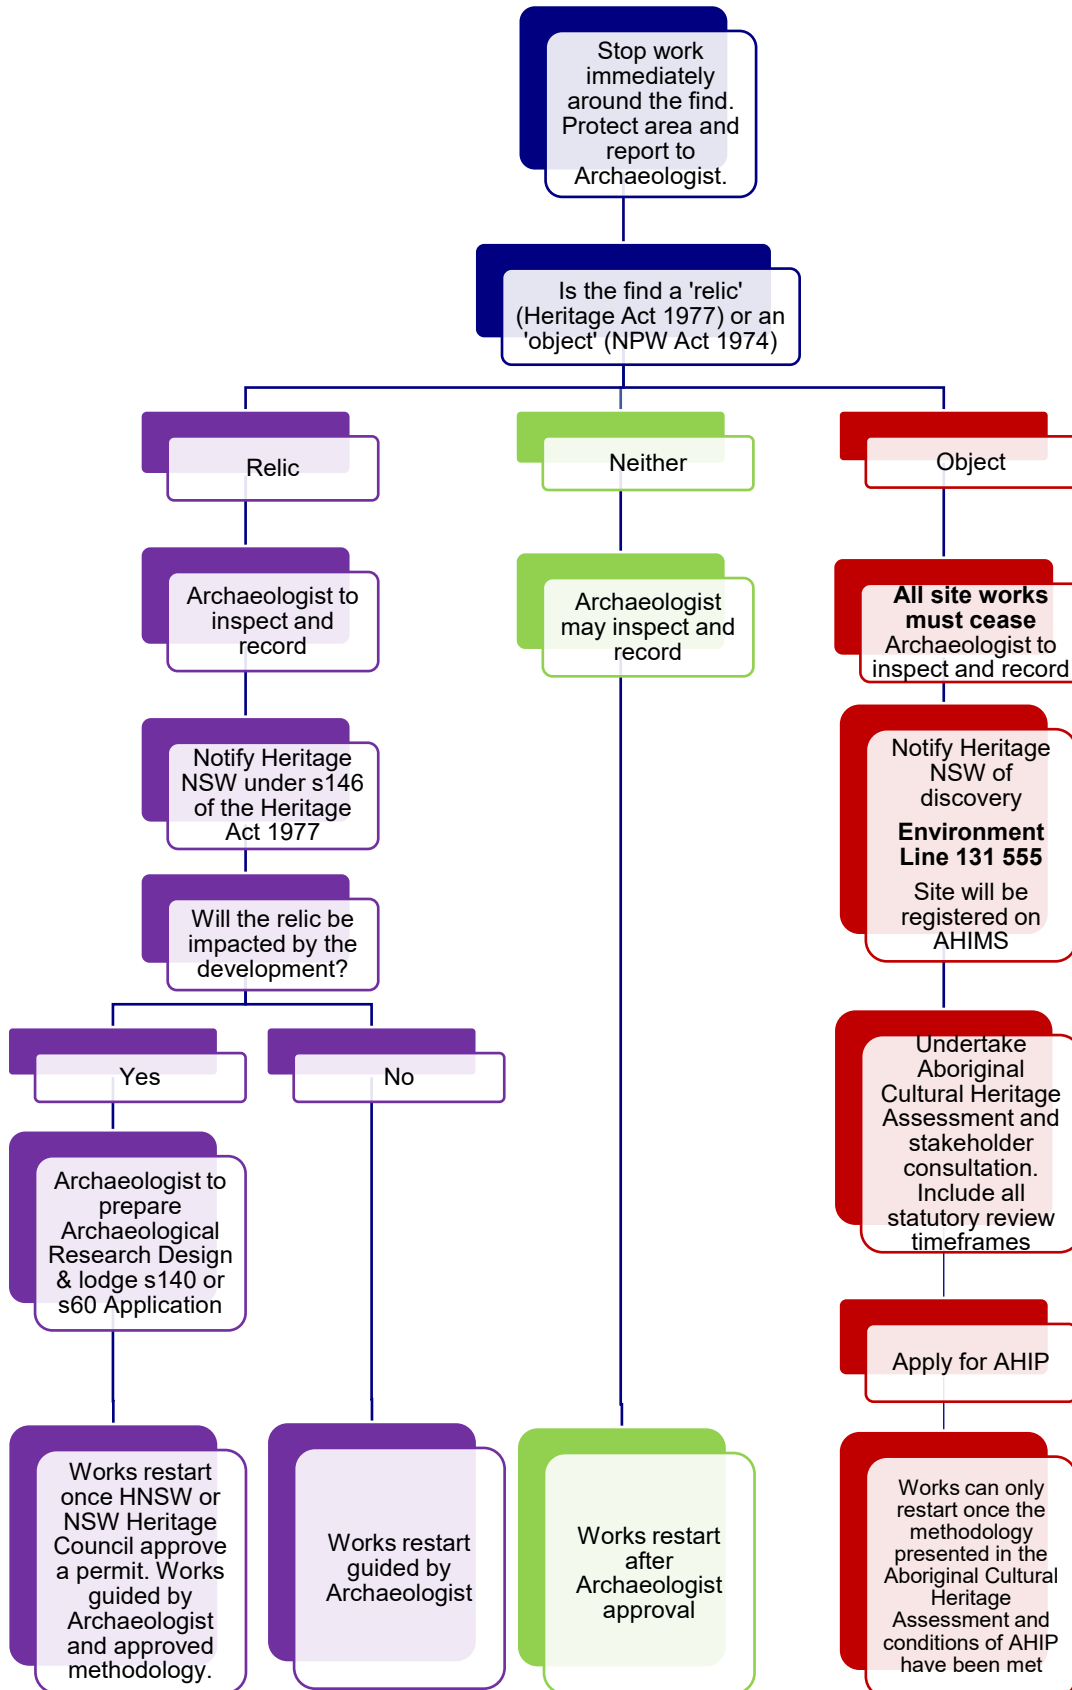 Stop work
immediately
around the find.
Protect area and
report to
Archaeologist.
Is the find a 'relic'
(Heritage Act 1977) or an
'object' (NPW Act 1974)
Relic
Neither
Object
Archaeologist to
inspect and
record
Archaeologist
may inspect and
record
All site works
must cease
Archaeologist to
inspect and record
Notify Heritage
NSW under s146
of the Heritage
Act 1977
Notify Heritage
NSW of
discovery
Environment
Line 131 555
Site will be
registered on
AHIMS
Will the relic be
impacted by the
development?
Yes
No
Undertake
Aboriginal
Cultural Heritage
Assessment and
stakeholder
consultation.
Include all
statutory review
timeframes
Archaeologist to
prepare
Archaeological
Research Design
& lodge s140 or
s60 Application
Apply for AHIP
Works restart
once HNSW or
NSW Heritage
Council approve
a permit. Works
guided by
Archaeologist
and approved
methodology.
Works restart
guided by
Archaeologist
Works restart
after
Archaeologist
approval
Works can only
restart once the
methodology
presented in the
Aboriginal Cultural
Heritage
Assessment and
conditions of AHIP
have been met